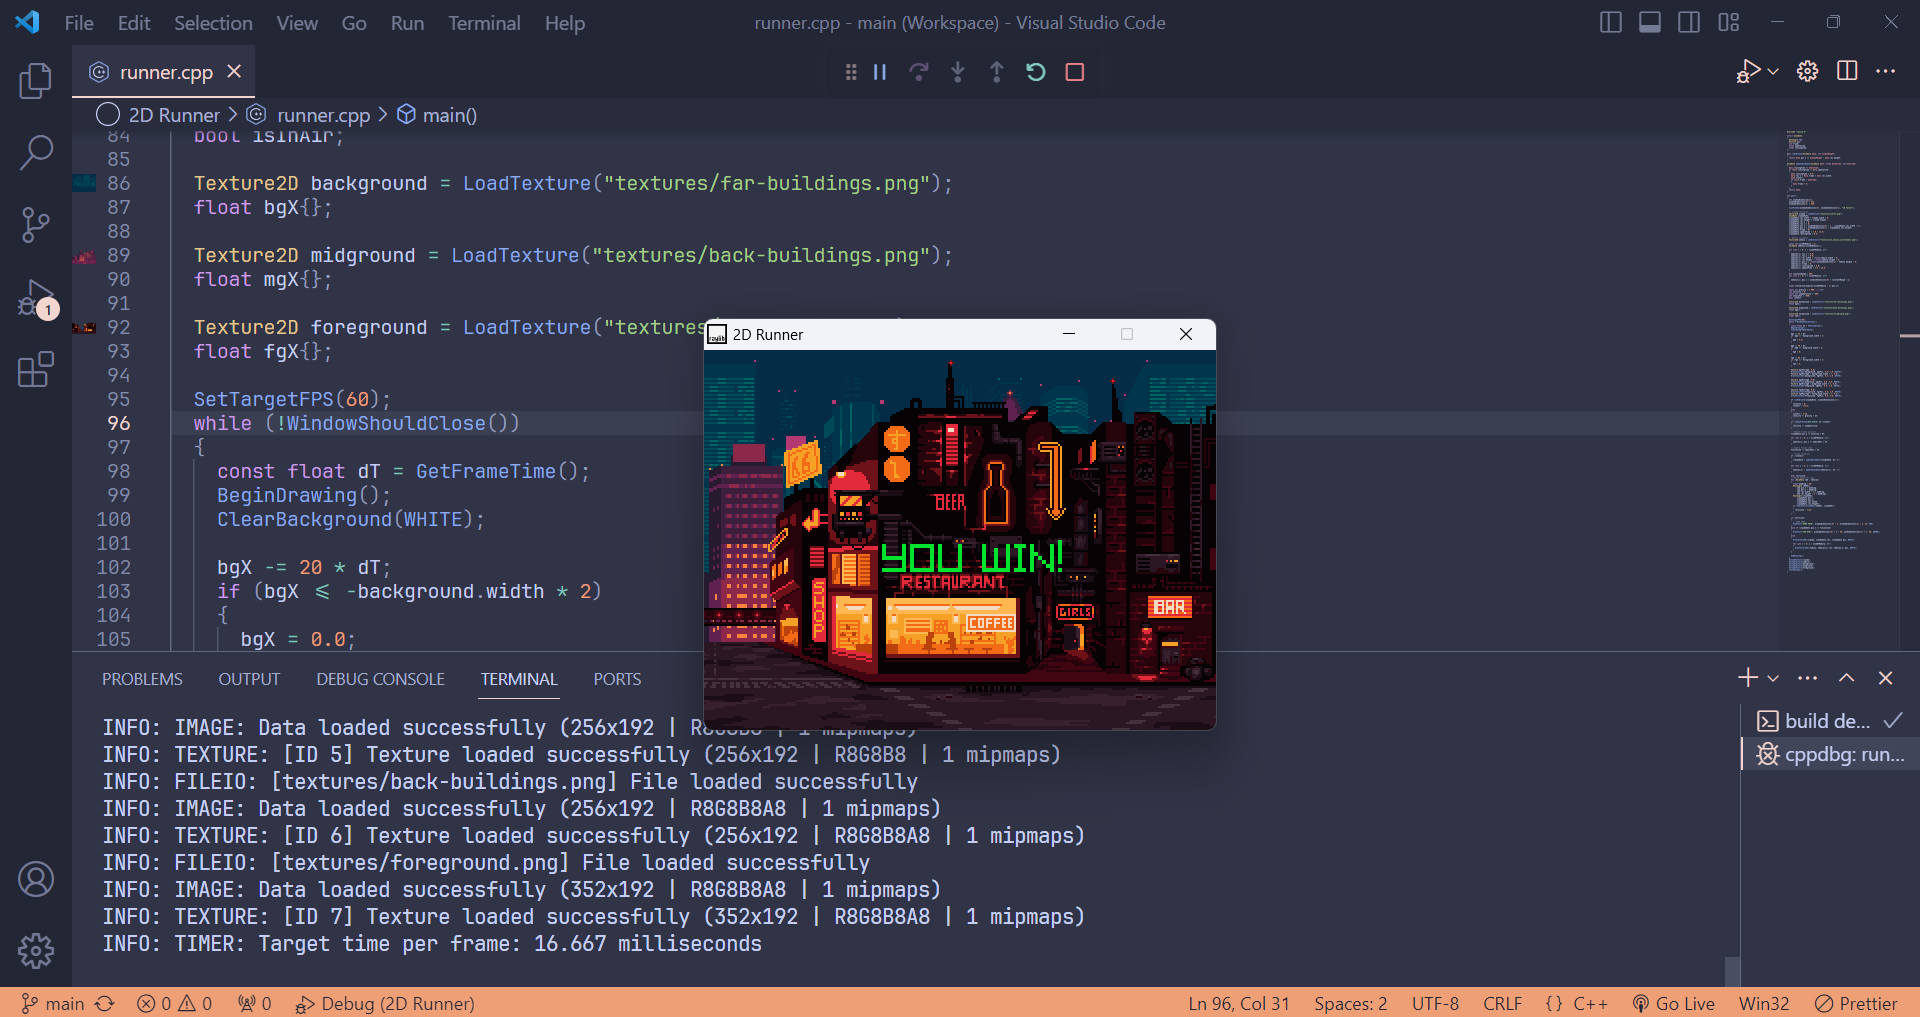 File Edit Selection View Go Run Terminal Help
runner.cpp - main (Workspace) - Visual Studio Code
runner.cpp
2D Runner > runner.cpp > main()
84 bool isInAir;
85
86 Texture2D background = LoadTexture("textures/far-buildings.png");
87 float bgX{};
88
89 Texture2D midground = LoadTexture("textures/back-buildings.png");
90 float mgX{};
91
92 Texture2D foreground = LoadTexture("textures
93 float fgX{};
94
95 SetTargetFPS(60);
96 while (!WindowShouldClose())
97 {
98 const float dT = GetFrameTime();
99 BeginDrawing();
100 ClearBackground(WHITE);
101
102 bgX -= 20 * dT;
103 if (bgX <= -background.width * 2)
104 {
105 bgX = 0.0;
1
raylib 2D Runner
BEER
YOU WIN!
RESTAURANT
SHOP
COFFEE
GIRLS
BAR
PROBLEMS OUTPUT DEBUG CONSOLE TERMINAL PORTS
INFO: IMAGE: Data loaded successfully (256x192 | R8G8B8 | 1 mipmaps)
INFO: TEXTURE: [ID 5] Texture loaded successfully (256x192 | R8G8B8 | 1 mipmaps)
INFO: FILEIO: [textures/back-buildings.png] File loaded successfully
INFO: IMAGE: Data loaded successfully (256x192 | R8G8B8A8 | 1 mipmaps)
INFO: TEXTURE: [ID 6] Texture loaded successfully (256x192 | R8G8B8A8 | 1 mipmaps)
INFO: FILEIO: [textures/foreground.png] File loaded successfully
INFO: IMAGE: Data loaded successfully (352x192 | R8G8B8A8 | 1 mipmaps)
INFO: TEXTURE: [ID 7] Texture loaded successfully (352x192 | R8G8B8A8 | 1 mipmaps)
INFO: TIMER: Target time per frame: 16.667 milliseconds
build de...
cppdbg: run...
main 0 0 0 Debug (2D Runner) Ln 96, Col 31 Spaces: 2 UTF-8 CRLF {} C++ Go Live Win32 Prettier